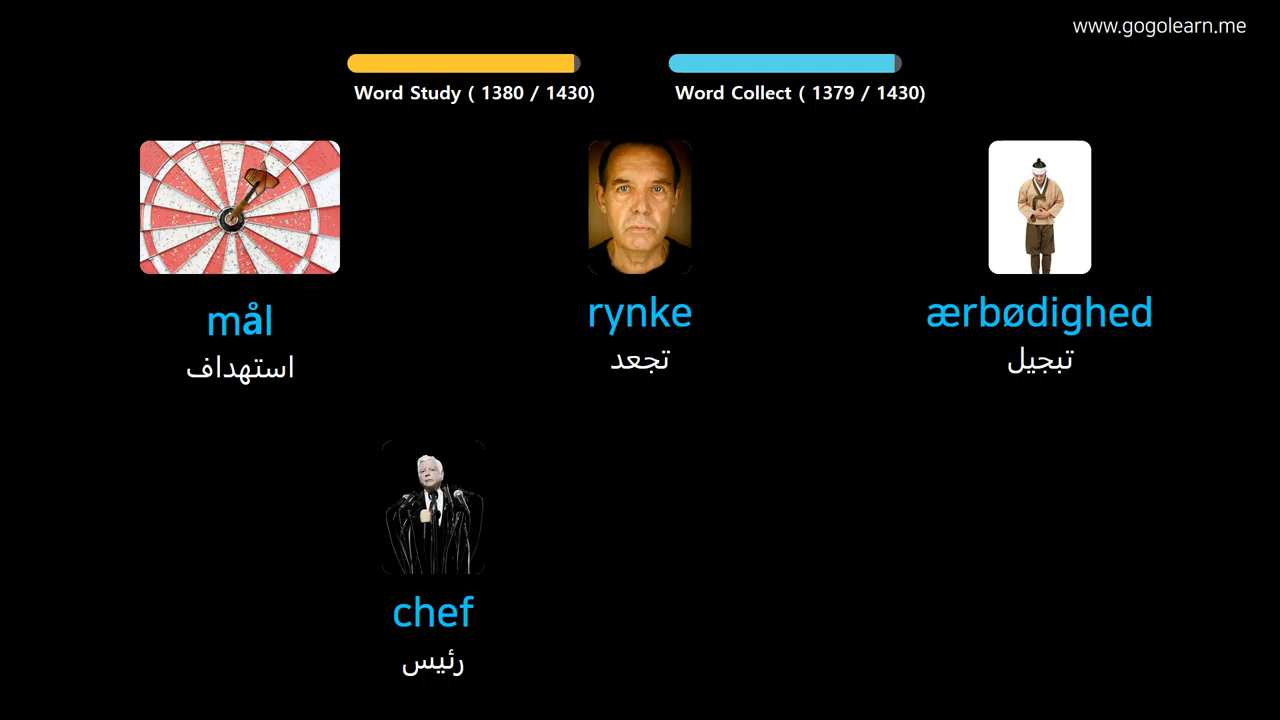 www.gogolearn.me
Word Study ( 1380 / 1430)
Word Collect ( 1379 / 1430)
mål
استهداف
rynke
تجعد
ærbødighed
تبجيل
chef
رئيس